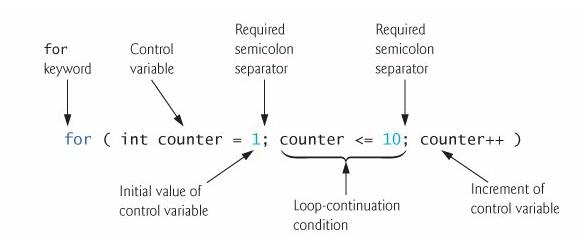 Required
semicolon
separator
Required
semicolon
separator
for
keyword
Control
variable
for ( int counter = 1; counter <= 10; counter++ )
Initial value of
control variable
Loop-continuation
condition
Increment of
control variable